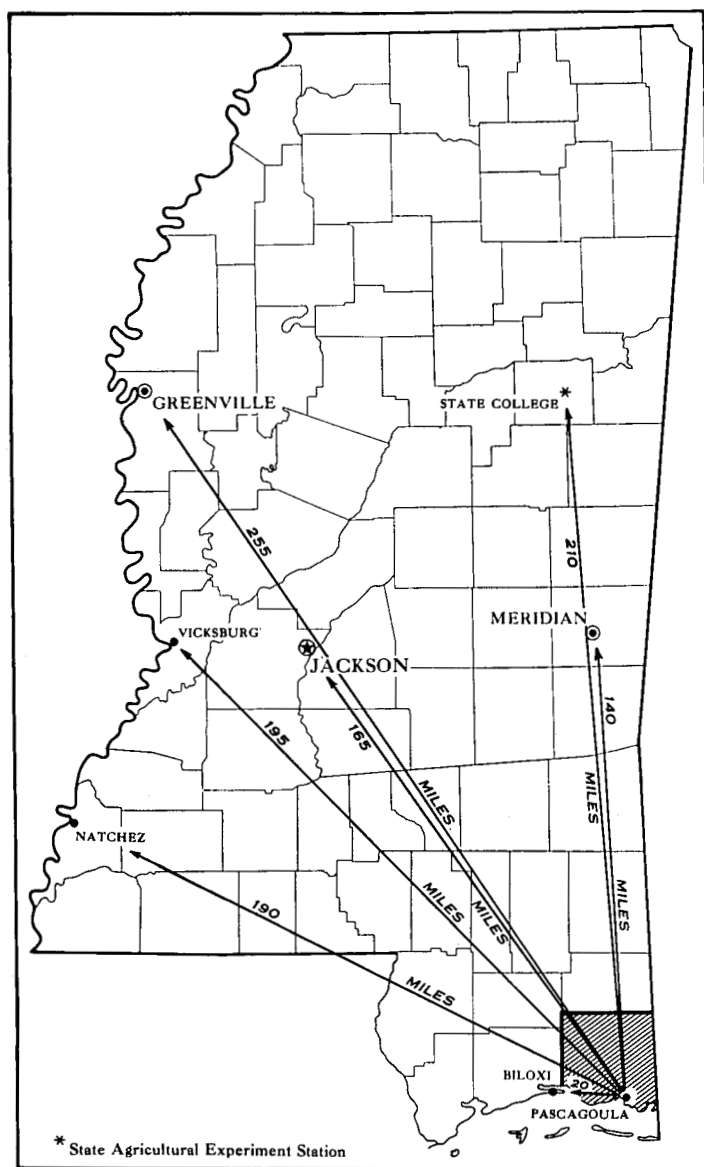 GREENVILLE
STATE COLLEGE *
255
210
VICKSBURG
MERIDIAN
JACKSON
195
165
140
MILES
MILES
NATCHEZ
190
MILES
MILES
MILES
MILES
BILOXI
20
PASCAGOULA
* State Agricultural Experiment Station